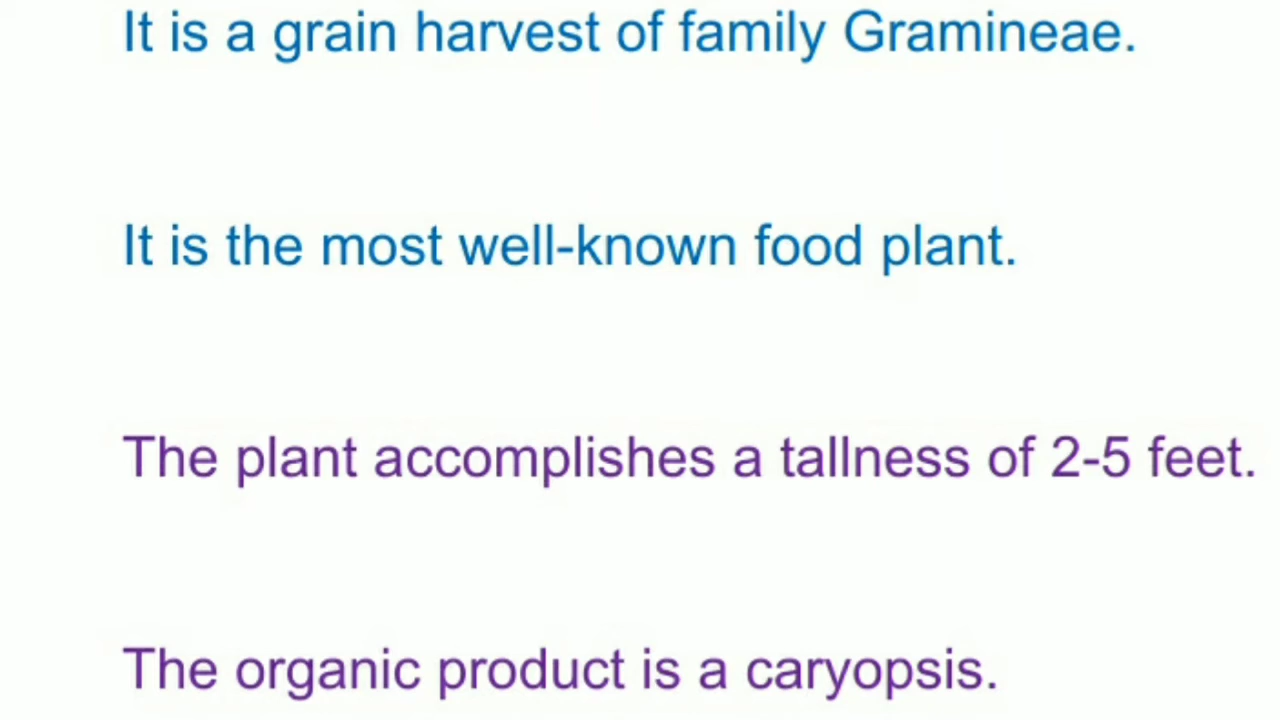 It is a grain harvest of family Gramineae.
It is the most well-known food plant.
The plant accomplishes a tallness of 2-5 feet.
The organic product is a caryopsis.